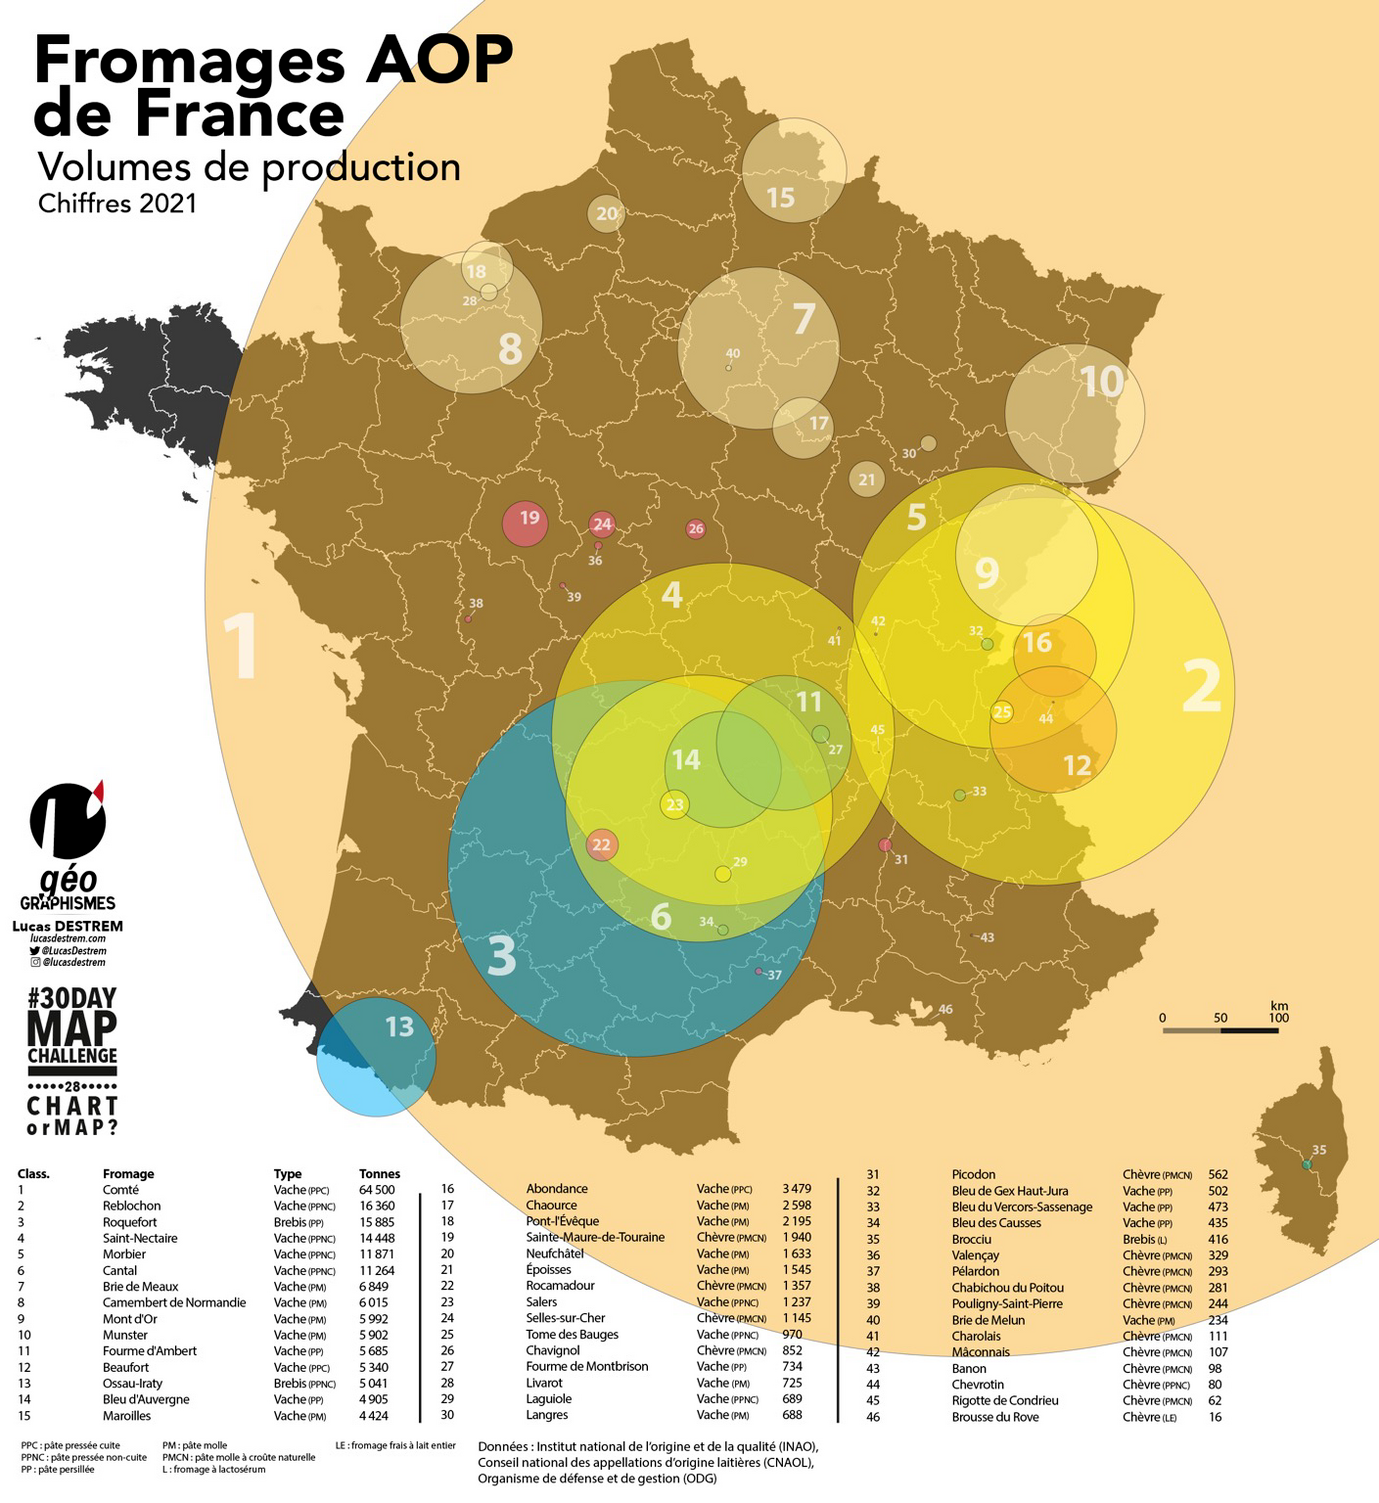 Fromages AOP
de France
Volumes de production
Chiffres 2021
15
20
18
28
8
7
40
10
17
30
21
5
19
24
26
36
9
4
39
38
42
32
41
16
1
2
11
25
44
45
27
14
12
23
33
22
31
29
6
34
3
43
37
46
13
km
0 50 100
35
géo
GRAPHISMES
Lucas DESTREM
lucasdestrem.com
@LucasDestrem
@lucasdestrem
#30DAY
MAP
CHALLENGE
•••••28•••••
CHART
orMAP?
Class. Fromage Type Tonnes
1 Comté Vache (PPC) 64 500
2 Reblochon Vache (PPNC) 16 360
3 Roquefort Brebis (PP) 15 885
4 Saint-Nectaire Vache (PPNC) 14 448
5 Morbier Vache (PPNC) 11 871
6 Cantal Vache (PPNC) 11 264
7 Brie de Meaux Vache (PM) 6 849
8 Camembert de Normandie Vache (PM) 6 015
9 Mont d'Or Vache (PM) 5 992
10 Munster Vache (PM) 5 902
11 Fourme d'Ambert Vache (PP) 5 685
12 Beaufort Vache (PPC) 5 340
13 Ossau-Iraty Brebis (PPNC) 5 041
14 Bleu d'Auvergne Vache (PP) 4 905
15 Maroilles Vache (PM) 4 424
16 Abondance Vache (PPC) 3 479
17 Chaource Vache (PM) 2 598
18 Pont-l'Évêque Vache (PM) 2 195
19 Sainte-Maure-de-Touraine Chèvre (PMCN) 1 940
20 Neufchâtel Vache (PM) 1 633
21 Époisses Vache (PM) 1 545
22 Rocamadour Chèvre (PMCN) 1 357
23 Salers Vache (PPNC) 1 237
24 Selles-sur-Cher Chèvre (PMCN) 1 145
25 Tome des Bauges Vache (PPNC) 970
26 Chavignol Chèvre (PMCN) 852
27 Fourme de Montbrison Vache (PP) 734
28 Livarot Vache (PM) 725
29 Laguiole Vache (PPNC) 689
30 Langres Vache (PM) 688
31 Picodon Chèvre (PMCN) 562
32 Bleu de Gex Haut-Jura Vache (PP) 502
33 Bleu du Vercors-Sassenage Vache (PP) 473
34 Bleu des Causses Vache (PP) 435
35 Brocciu Brebis (L) 416
36 Valençay Chèvre (PMCN) 329
37 Pélardon Chèvre (PMCN) 293
38 Chabichou du Poitou Chèvre (PMCN) 281
39 Pouligny-Saint-Pierre Chèvre (PMCN) 244
40 Brie de Melun Vache (PM) 234
41 Charolais Chèvre (PMCN) 111
42 Mâconnais Chèvre (PMCN) 107
43 Banon Chèvre (PMCN) 98
44 Chevrotin Chèvre (PPNC) 80
45 Rigotte de Condrieu Chèvre (PMCN) 62
46 Brousse du Rove Chèvre (LE) 16
PPC : pâte pressée cuite
PPNC : pâte pressée non-cuite
PP : pâte persillée
PM : pâte molle
PMCN : pâte molle à croûte naturelle
L : fromage à lactosérum
LE : fromage frais à lait entier
Données : Institut national de l'origine et de la qualité (INAO),
Conseil national des appellations d'origine laitières (CNAOL),
Organisme de défense et de gestion (ODG)